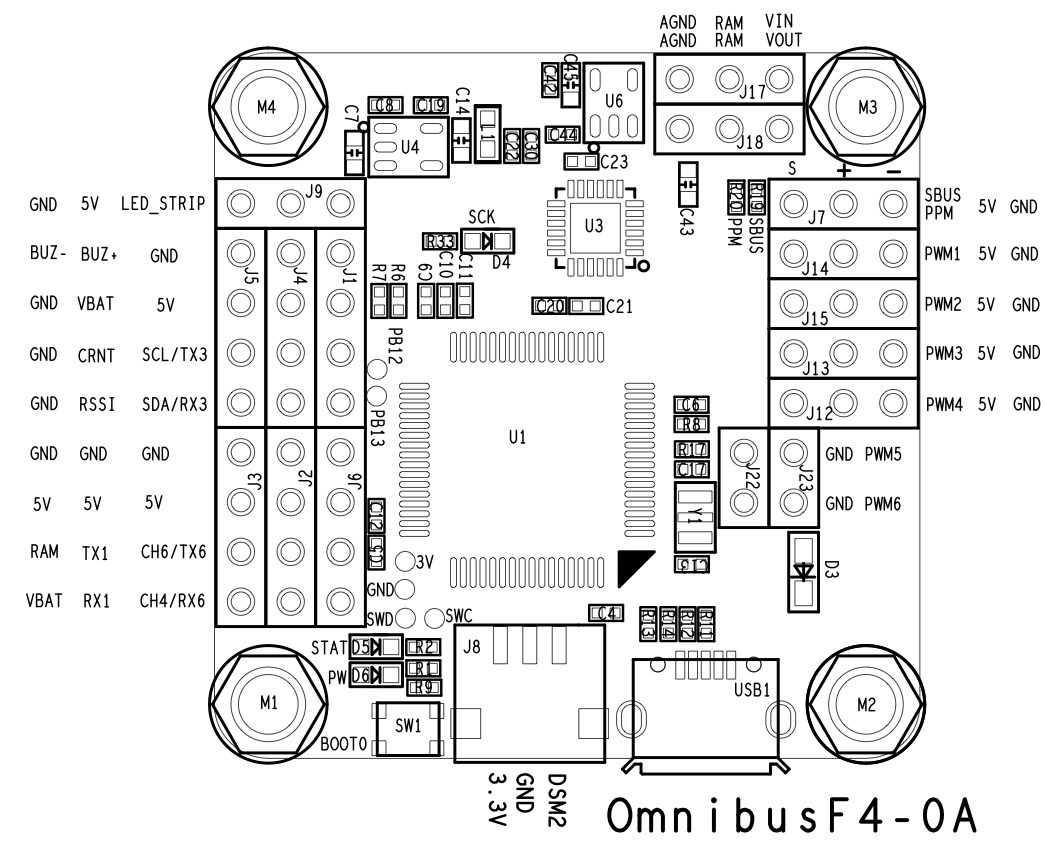 AGND RAM VIN
AGND RAM VOUT
M4
M3
J17
J18
C7
C8
C19
C14
L1
U4
C22
C30
C42
C45
U6
C44
C23
C43
R20
R19
PPM
SBUS
S + -
GND 5V LED_STRIP
J9
J7
SBUS
PPM 5V GND
BUZ- BUZ+ GND
J5
J4
J1
R33
SCK
D4
U3
J14
PWM1 5V GND
GND VBAT 5V
R7
R6
C9
C10
C11
C20
C21
J15
PWM2 5V GND
GND CRNT SCL/TX3
PB12
J13
PWM3 5V GND
GND RSSI SDA/RX3
PB13
U1
C6
R8
J12
PWM4 5V GND
GND GND GND
J3
J2
J6
R17
C17
J22
J23
GND PWM5
5V 5V 5V
C12
Y1
GND PWM6
RAM TX1 CH6/TX6
C5
3V
D3
VBAT RX1 CH4/RX6
GND
SWD
SWC
C4
R13
R14
R12
R11
STAT
D5
R2
PW
D6
R1
R9
J8
USB1
M1
M2
SW1
BOOT0
3.3V
GND
DSM2
OmnibusF4-OA